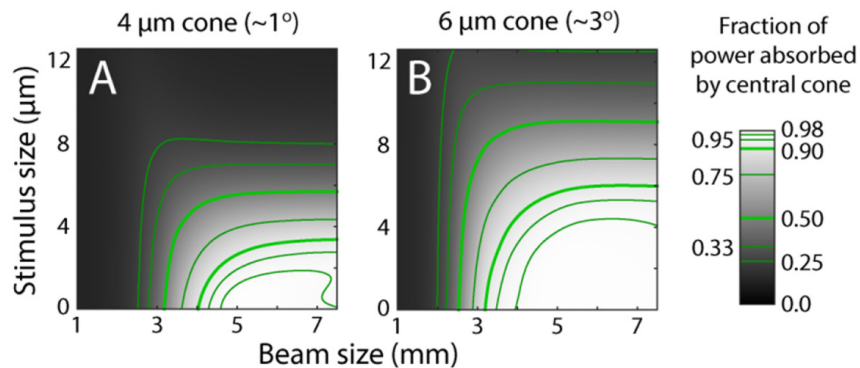 4 µm cone (~1°)
6 µm cone (~3°)
Fraction of
power absorbed
by central cone
A
B
Stimulus size (µm)
12
8
4
0
12
8
4
0
1 3 5 7
1 3 5 7
Beam size (mm)
0.98
0.95
0.90
0.75
0.50
0.33
0.25
0.0